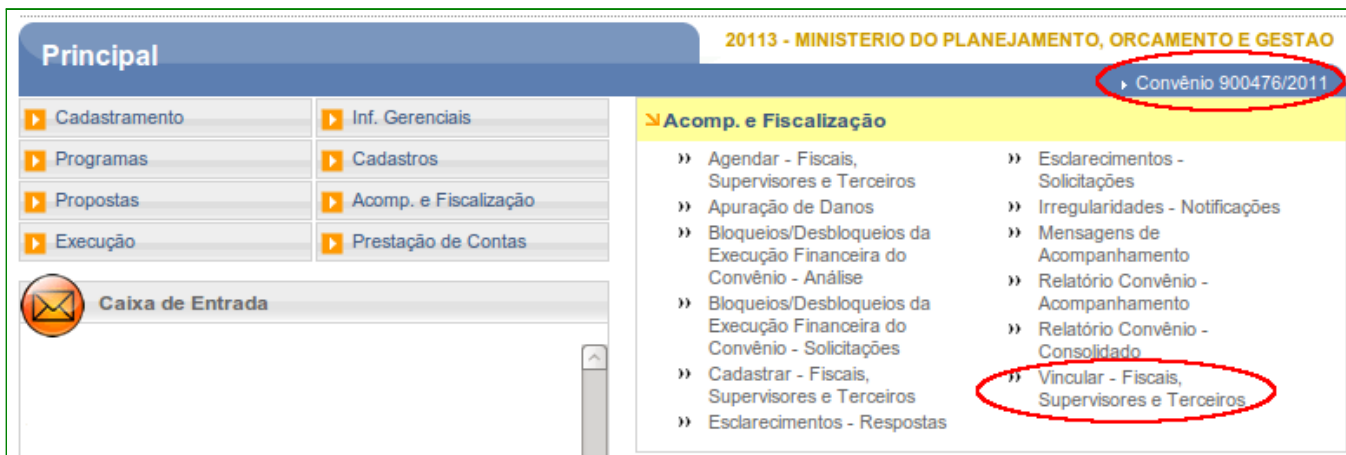 Principal
20113 - MINISTERIO DO PLANEJAMENTO, ORCAMENTO E GESTAO
Convênio 900476/2011
Cadastramento
Inf. Gerenciais
Programas
Cadastros
Propostas
Acomp. e Fiscalização
Execução
Prestação de Contas
Caixa de Entrada
Acomp. e Fiscalização
Agendar - Fiscais,
Supervisores e Terceiros
Apuração de Danos
Bloqueios/Desbloqueios da
Execução Financeira do
Convênio - Análise
Bloqueios/Desbloqueios da
Execução Financeira do
Convênio - Solicitações
Cadastrar - Fiscais,
Supervisores e Terceiros
Esclarecimentos - Respostas
Esclarecimentos -
Solicitações
Irregularidades - Notificações
Mensagens de
Acompanhamento
Relatório Convênio -
Acompanhamento
Relatório Convênio -
Consolidado
Vincular - Fiscais,
Supervisores e Terceiros